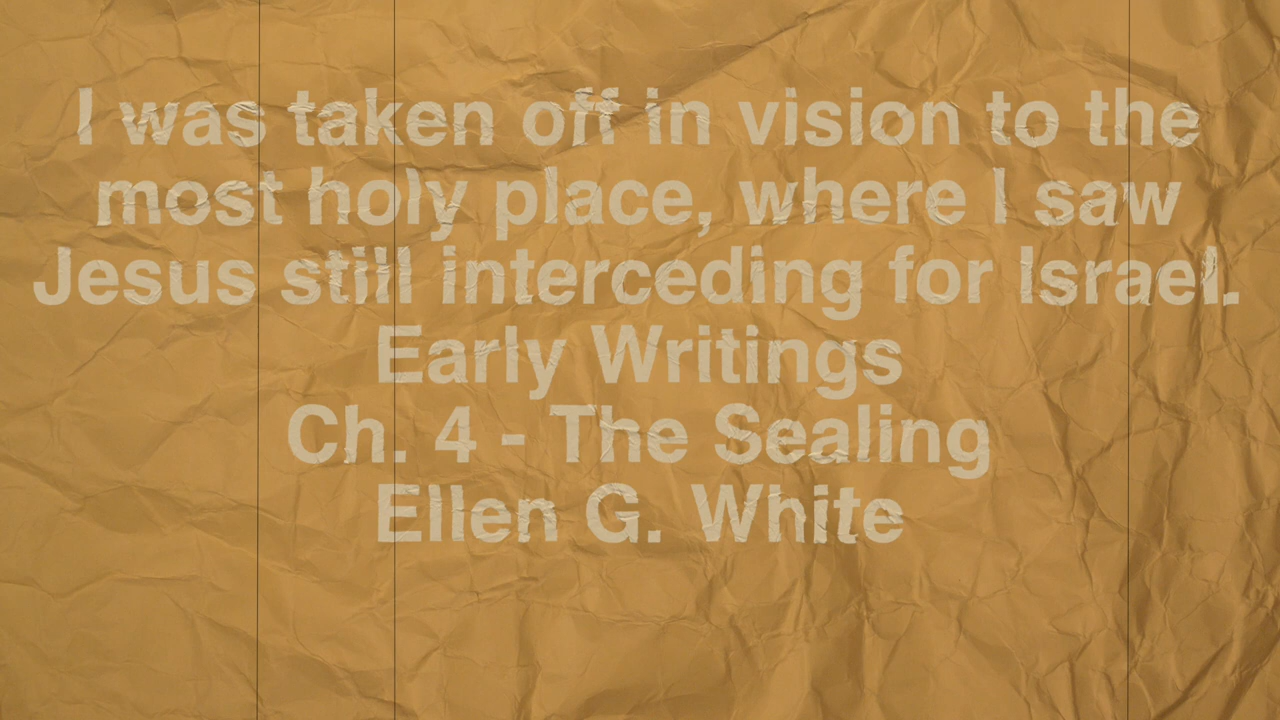 I was taken off in vision to the
most holy place, where I saw
Jesus still interceding for Israel.
Early Writings
Ch. 4 - The Sealing
Ellen G. White